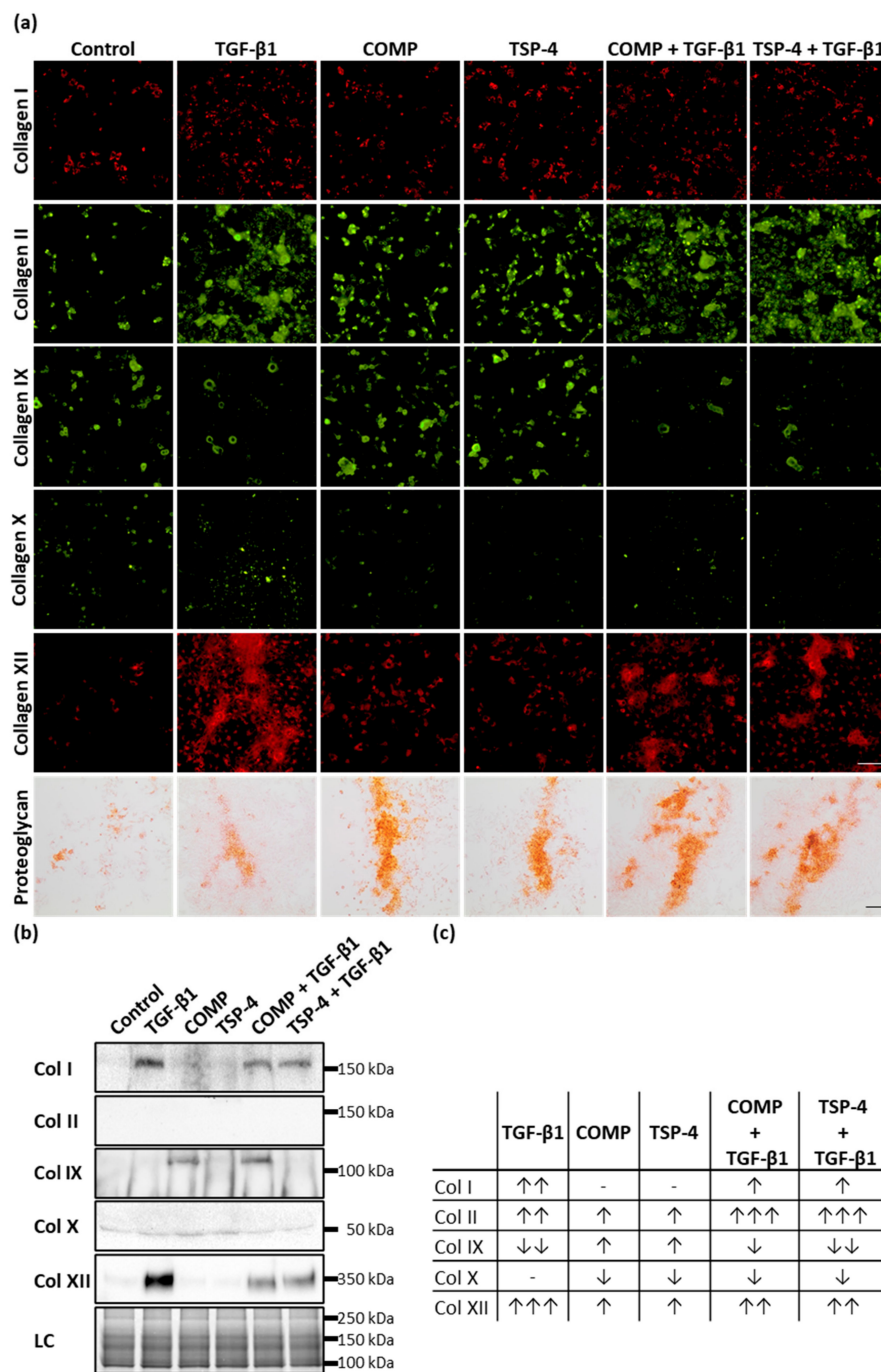 (a)
Control TGF-β1 COMP TSP-4 COMP + TGF-β1 TSP-4 + TGF-β1
Collagen I
Collagen II
Collagen IX
Collagen X
Collagen XII
Proteoglycan
(b)
Control TGF-β1 COMP TSP-4 COMP + TGF-β1 TSP-4 + TGF-β1
Col I 150 kDa
Col II 150 kDa
Col IX 100 kDa
Col X 50 kDa
Col XII 350 kDa
LC 250 kDa
150 kDa
100 kDa
(c)
TGF-β1 COMP TSP-4 COMP + TGF-β1 TSP-4 + TGF-β1
Col I ↑↑ - - ↑ ↑
Col II ↑↑ ↑ ↑ ↑↑↑ ↑↑↑
Col IX ↓↓ ↑ ↑ ↓ ↓↓
Col X - ↓ ↓ ↓ ↓
Col XII ↑↑↑ ↑ ↑ ↑↑ ↑↑